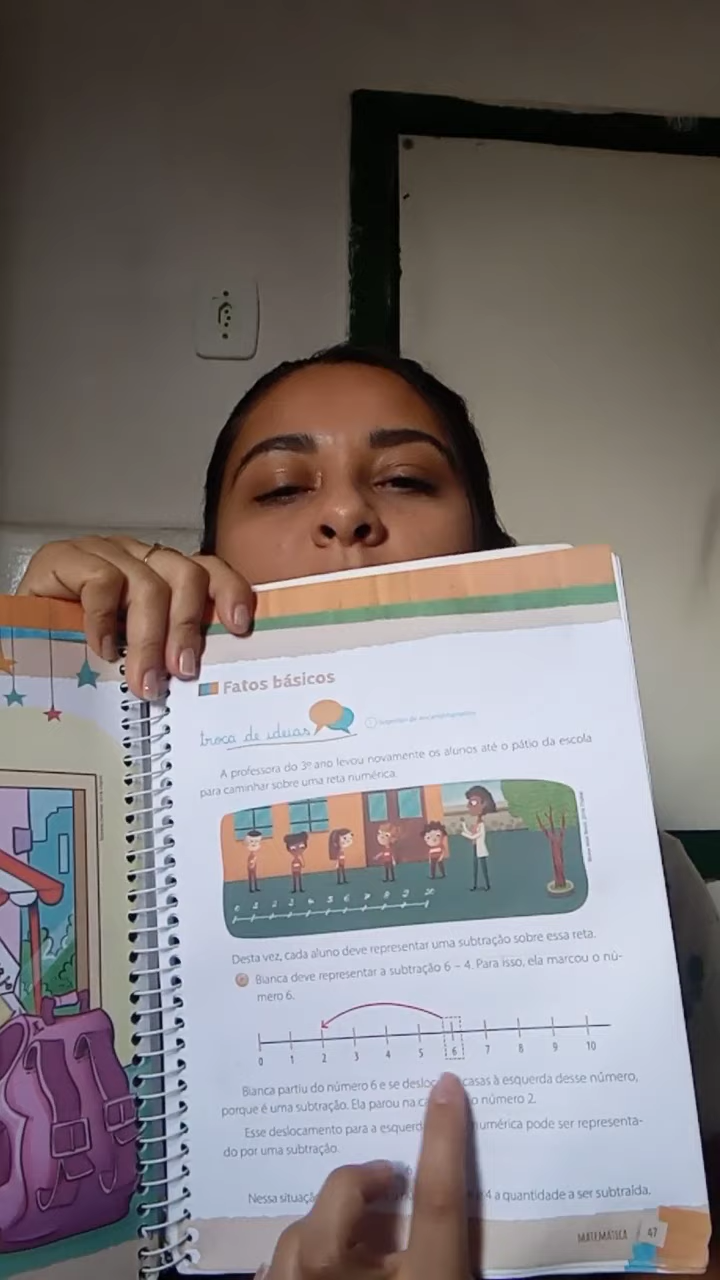 Fatos básicos
troca de ideias
A professora do 3º ano levou novamente os alunos até o pátio da escola
para caminhar sobre uma reta numérica.
Desta vez, cada aluno deve representar uma subtração sobre essa reta.
Bianca deve representar a subtração 6 – 4. Para isso, ela marcou o nú-
mero 6.
0 1 2 3 4 5 6 7 8 9 10
Bianca partiu do número 6 e se casas à esquerda desse número,
porque é uma subtração. Ela parou na número 2.
Esse deslocamento para a numérica pode ser representa-
do por uma subtração.
6
Nessa 4 a quantidade a ser subtraída.
MATEMÁTICA 47